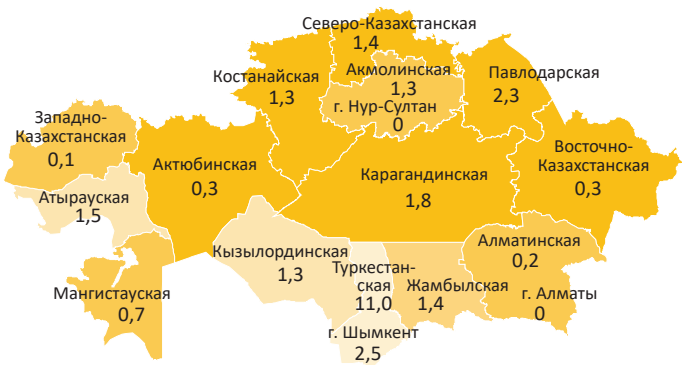 Северо-Казахстанская
1,4
Акмолинская
1,3
г. Нур-Султан
0
Костанайская
1,3
Павлодарская
2,3
Западно-
Казахстанская
0,1
Актюбинская
0,3
Карагандинская
1,8
Восточно-
Казахстанская
0,3
Атырауская
1,5
Мангистауская
0,7
Кызылординская
1,3
Туркестан-
ская
11,0
Жамбылская
1,4
Алматинская
0,2
г. Алматы
0
г. Шымкент
2,5